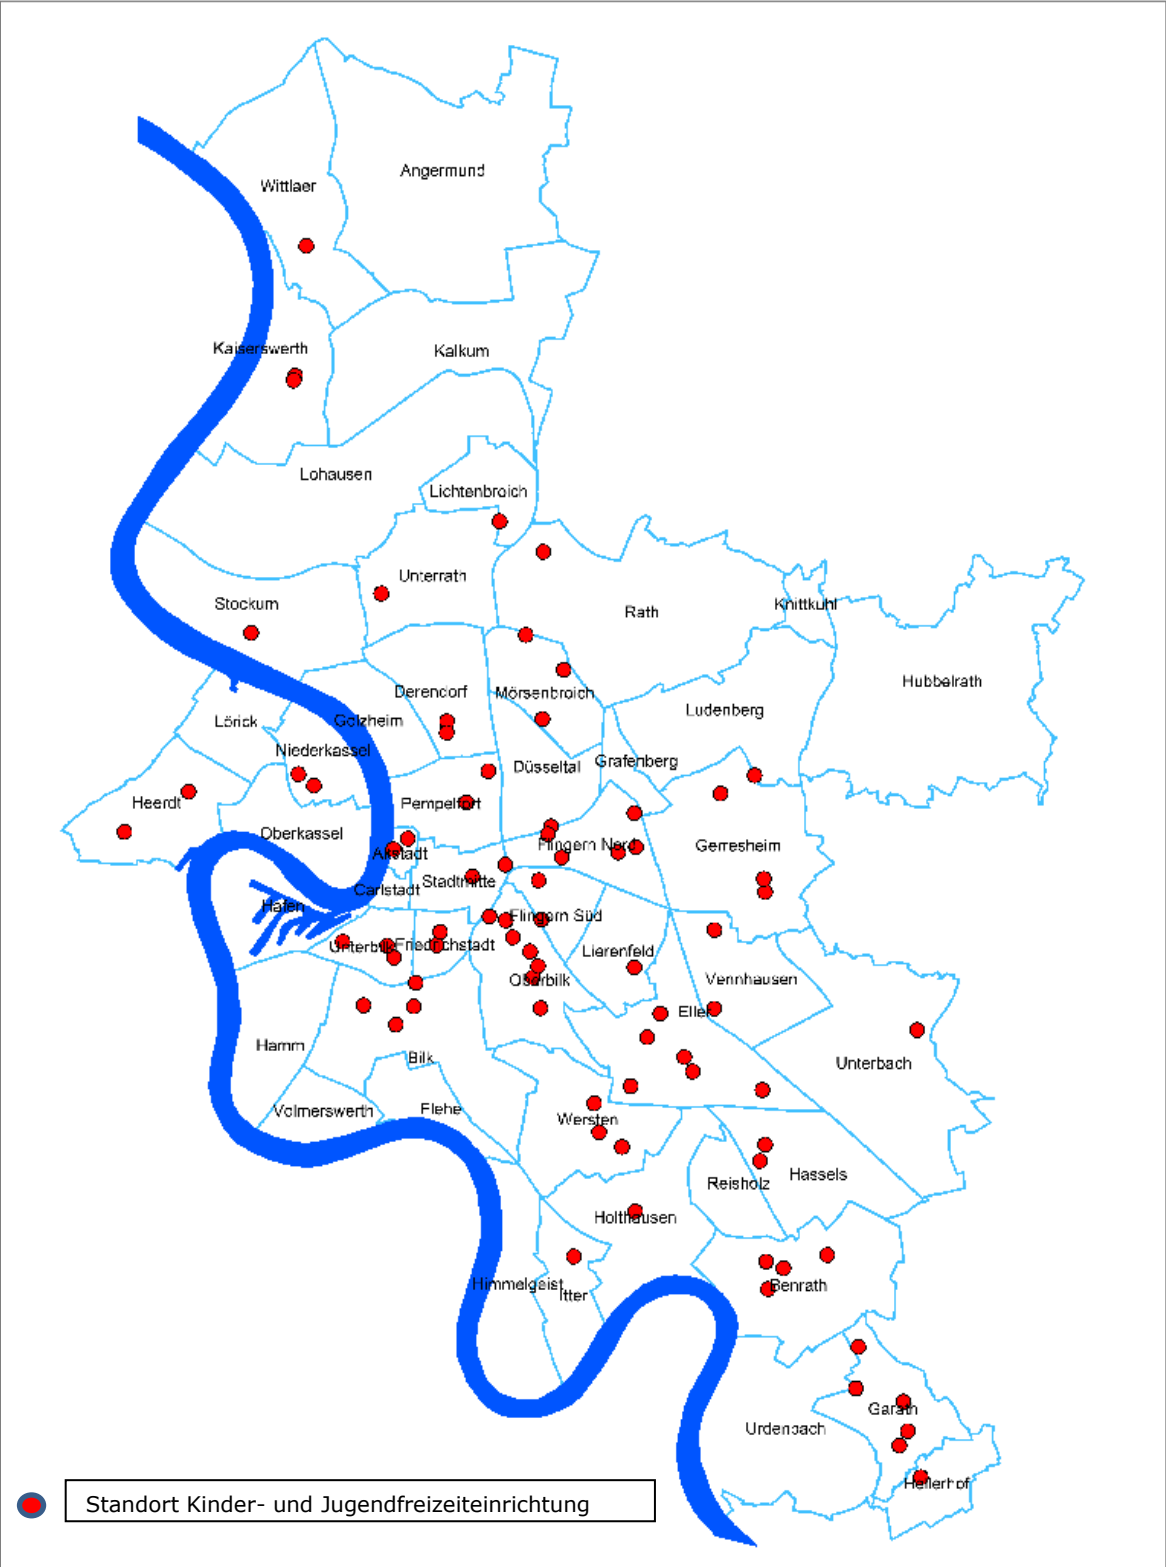 Angermund
Wittlaer
Kaiserswerth
Kalkum
Lohausen
Lichtenbroich
Unterrath
Stockum
Rath
Knittkuhl
Hubbelrath
Derendorf
Mörsenbroich
Ludenberg
Lörick
Golzheim
Niederkassel
Düsseltal
Grafenberg
Heerdt
Pempelfort
Oberkassel
Flingern Nord
Gerresheim
Altstadt
Carlstadt
Stadtmitte
Hafen
Flingern Süd
Unterbilk
Friedrichstadt
Lierenfeld
Oberbilk
Vennhausen
Eller
Hamm
Bilk
Unterbach
Volmerswerth
Flehe
Wersten
Reisholz
Hassels
Holthausen
Himmelgeist
Itter
Benrath
Garath
Urdenbach
Hellerhof
Standort Kinder- und Jugendfreizeiteinrichtung